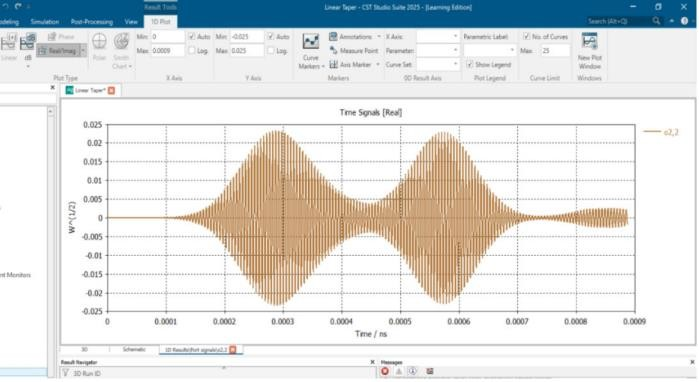 Result Tools
Linear Taper - CST Studio Suite 2025 - [Learning Edition]
Modeling Simulation Post-Processing View 1D Plot
Search (Alt+Q)
Phase Min: 0 Auto Min: -0.025 Auto Annotations X Axis: Parametric Label: No. of Curves
Linear dB Real/Imag Polar Smith Chart Max: 0.0009 Log. Max: 0.025 Log. Curve Markers Measure Point Parameter: Max: 25 New Plot Window
Axis Marker Curve Set: Show Legend
Plot Type X Axis Y Axis Markers 0D Result Axis Plot Legend Curve Limit Windows
Linear Taper*
Time Signals [Real]
o2,2
0.025
0.02
0.015
0.01
0.005
0
-0.005
-0.01
-0.015
-0.02
-0.025
W^(1/2)
0 0.0001 0.0002 0.0003 0.0004 0.0005 0.0006 0.0007 0.0008 0.0009
Time / ns
nt Monitors
3D Schematic 1D Results\Port signals\o2,2
Result Navigator
Messages
3D Run ID